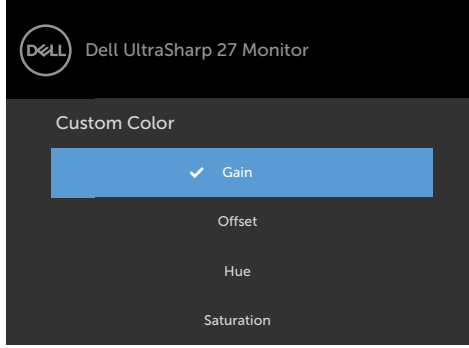 DELL
Dell UltraSharp 27 Monitor
Custom Color
Gain
Offset
Hue
Saturation